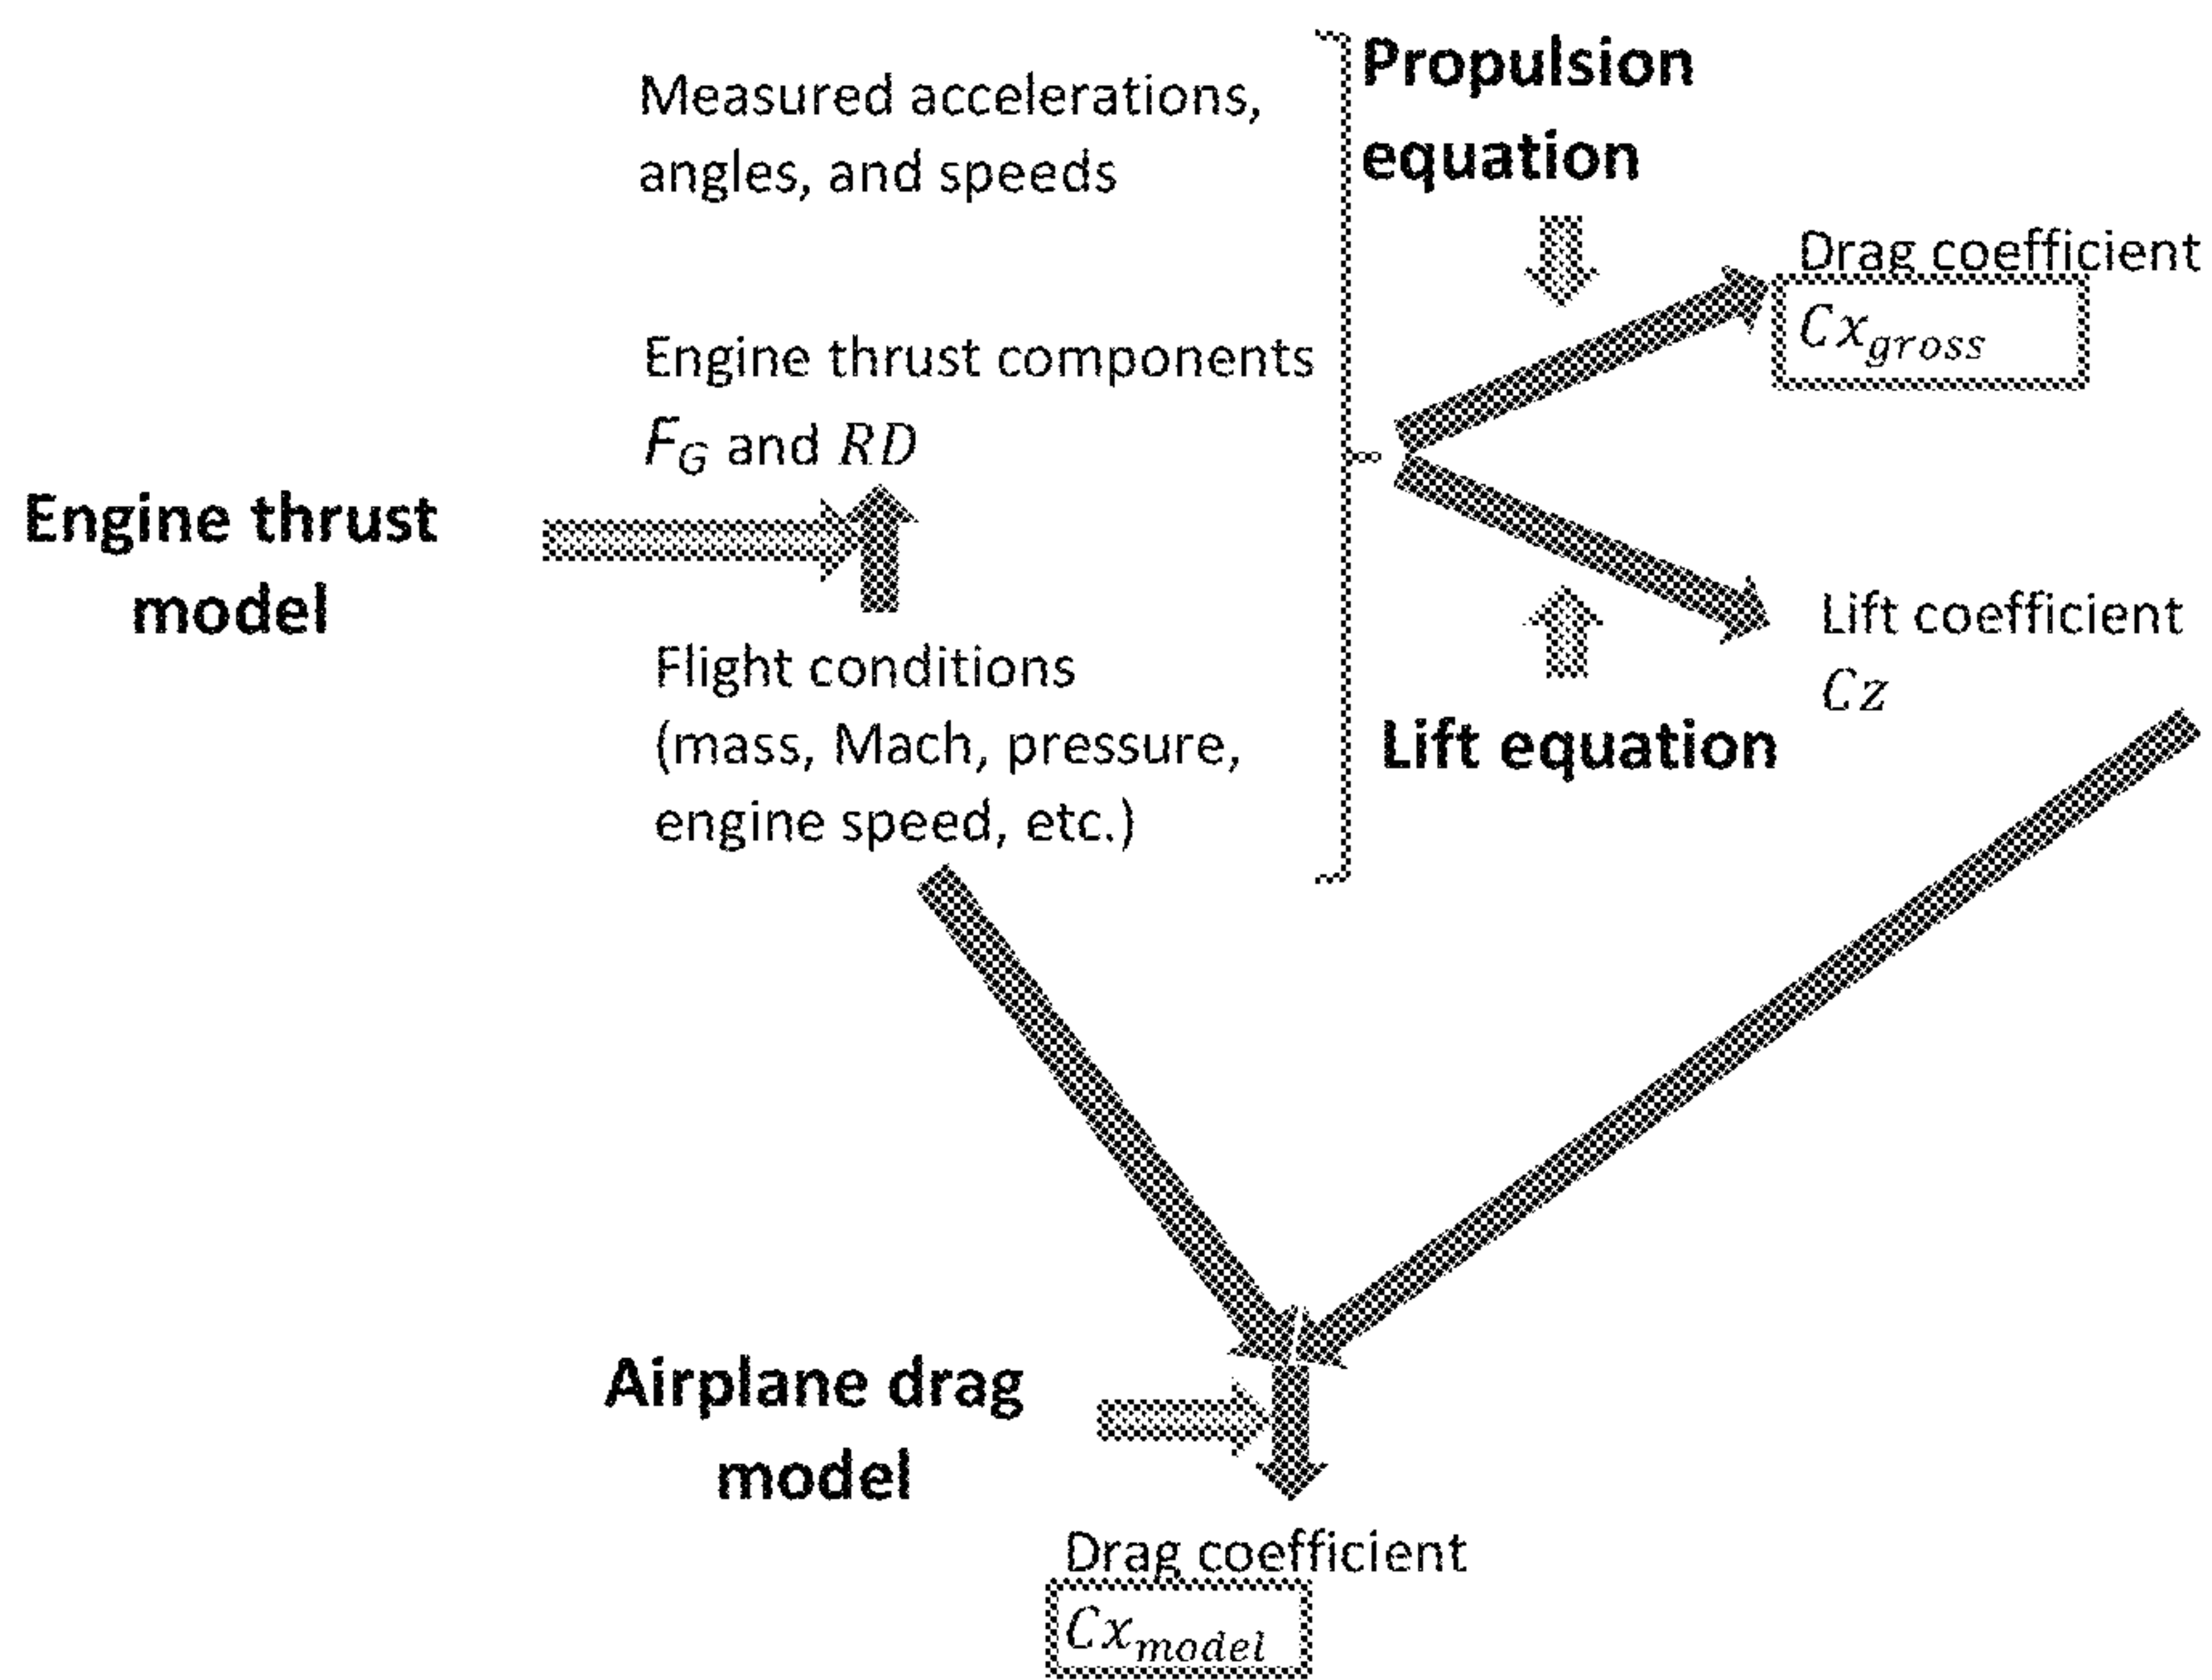 Measured accelerations,
angles, and speeds
Propulsion
equation
Drag coefficient
Cx_gross
Engine thrust components
F_G and RD
Engine thrust
model
Flight conditions
(mass, Mach, pressure,
engine speed, etc.)
Lift coefficient
Cz
Lift equation
Airplane drag
model
Drag coefficient
Cx_model